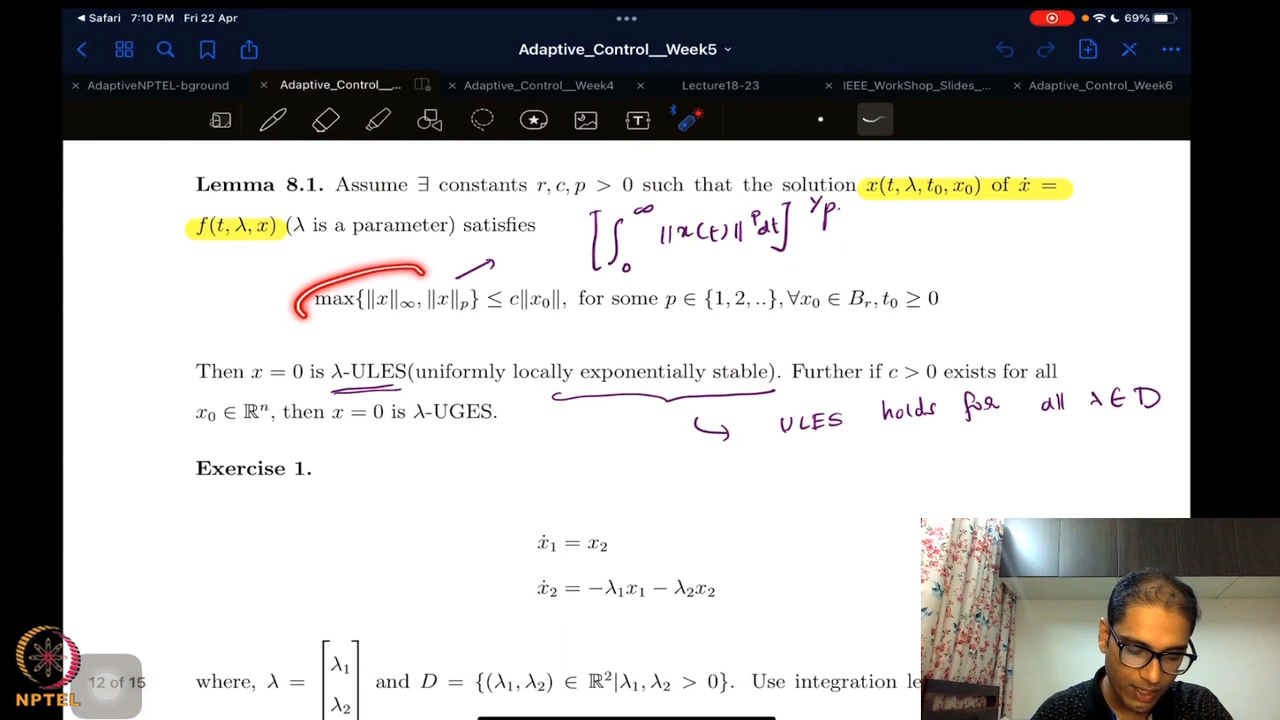 Safari 7:10 PM Fri 22 Apr 69%
Adaptive_Control__Week5
AdaptiveNPTEL-bground Adaptive_Control__... Adaptive_Control__Week4 Lecture18-23 IEEE_WorkShop_Slides_... Adaptive_Control_Week6
Lemma 8.1. Assume ∃ constants r, c, p > 0 such that the solution x(t, λ, t₀, x₀) of ẋ =
f(t, λ, x) (λ is a parameter) satisfies
[∫₀^∞ ||x(t)||^p dt]^{1/p}
max{‖x‖∞, ‖x‖ₚ} ≤ c‖x₀‖, for some p ∈ {1, 2, ..}, ∀x₀ ∈ Bᵣ, t₀ ≥ 0
Then x = 0 is λ-ULES(uniformly locally exponentially stable). Further if c > 0 exists for all
x₀ ∈ ℝⁿ, then x = 0 is λ-UGES.
ULES holds for all λ ∈ D
Exercise 1.
ẋ₁ = x₂
ẋ₂ = −λ₁x₁ − λ₂x₂
where, λ = [λ₁ λ₂] and D = {(λ₁, λ₂) ∈ ℝ²|λ₁, λ₂ > 0}. Use integration
12 of 15
NPTEL